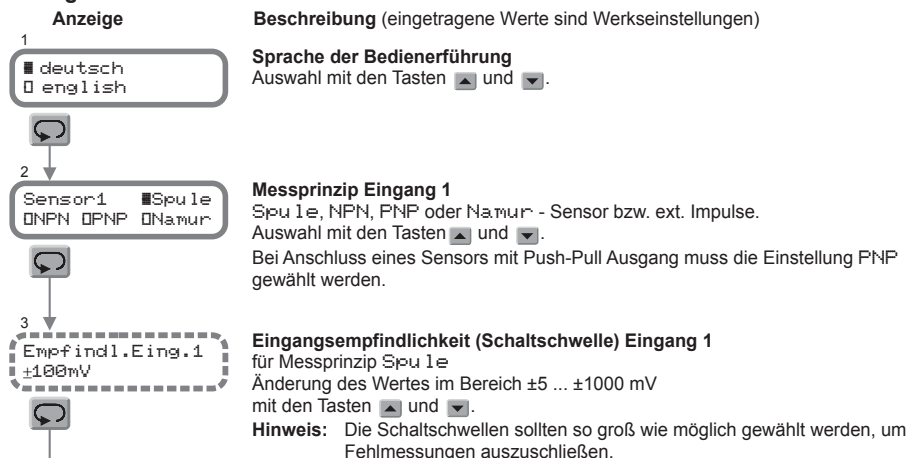 Anzeige
Beschreibung (eingetragene Werte sind Werkseinstellungen)
1
deutsch
english
Sprache der Bedienerführung
Auswahl mit den Tasten ▲ und ▼.
2
Sensor1 Spule
NPN PNP Namur
Messprinzip Eingang 1
Spule, NPN, PNP oder Namur - Sensor bzw. ext. Impulse.
Auswahl mit den Tasten ▲ und ▼.
Bei Anschluss eines Sensors mit Push-Pull Ausgang muss die Einstellung PNP
gewählt werden.
3
Empfindl.Eing.1
±100mV
Eingangsempfindlichkeit (Schaltschwelle) Eingang 1
für Messprinzip Spule
Änderung des Wertes im Bereich ±5 ... ±1000 mV
mit den Tasten ▲ und ▼.
Hinweis: Die Schaltschwellen sollten so groß wie möglich gewählt werden, um
Fehlmessungen auszuschließen.